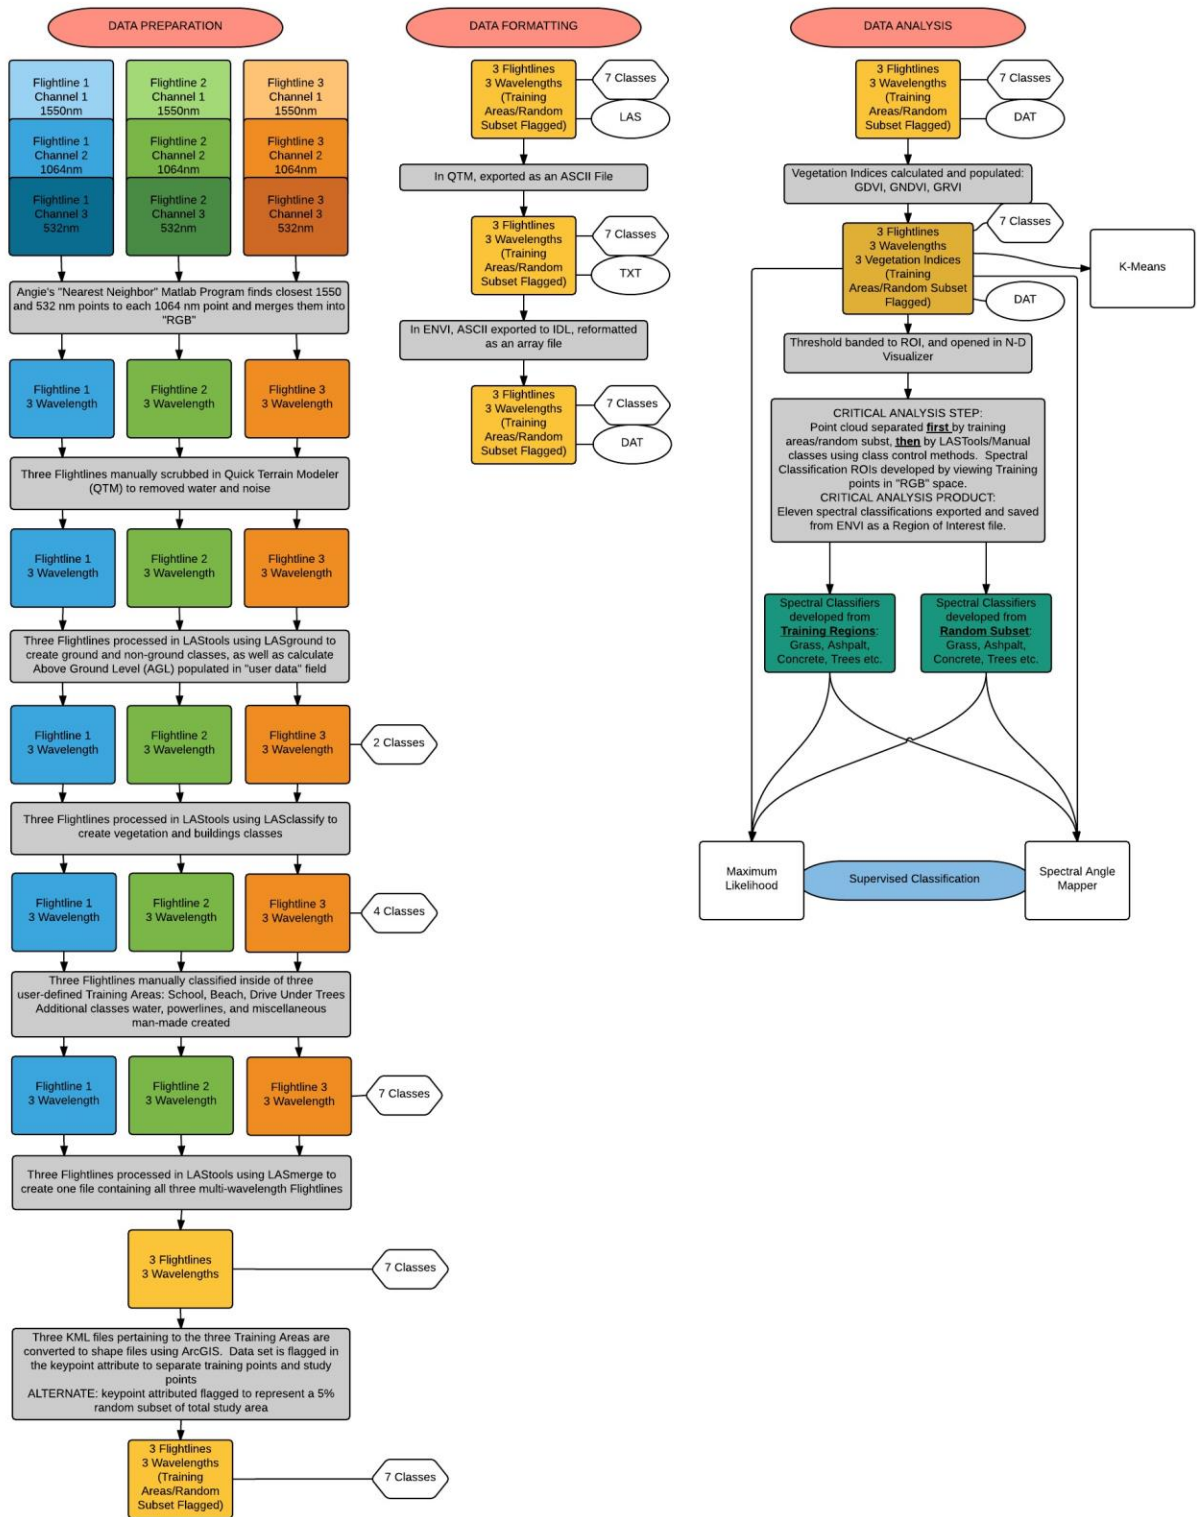 DATA PREPARATION
Flightline 1
Channel 1
1550nm
Flightline 2
Channel 1
1550nm
Flightline 3
Channel 1
1550nm
Flightline 1
Channel 2
1064nm
Flightline 2
Channel 2
1064nm
Flightline 3
Channel 2
1064nm
Flightline 1
Channel 3
532nm
Flightline 2
Channel 3
532nm
Flightline 3
Channel 3
532nm
Angie's "Nearest Neighbor" Matlab Program finds closest 1550
and 532 nm points to each 1064 nm point and merges them into
"RGB"
Flightline 1
3 Wavelength
Flightline 2
3 Wavelength
Flightline 3
3 Wavelength
Three Flightlines manually scrubbed in Quick Terrain Modeler
(QTM) to removed water and noise
Flightline 1
3 Wavelength
Flightline 2
3 Wavelength
Flightline 3
3 Wavelength
Three Flightlines processed in LAStools using LASground to
create ground and non-ground classes, as well as calculate
Above Ground Level (AGL) populated in "user data" field
Flightline 1
3 Wavelength
Flightline 2
3 Wavelength
Flightline 3
3 Wavelength
2 Classes
Three Flightlines processed in LAStools using LASclassify to
create vegetation and buildings classes
Flightline 1
3 Wavelength
Flightline 2
3 Wavelength
Flightline 3
3 Wavelength
4 Classes
Three Flightlines manually classified inside of three
user-defined Training Areas: School, Beach, Drive Under Trees
Additional classes water, powerlines, and miscellaneous
man-made created
Flightline 1
3 Wavelength
Flightline 2
3 Wavelength
Flightline 3
3 Wavelength
7 Classes
Three Flightlines processed in LAStools using LASmerge to
create one file containing all three multi-wavelength Flightlines
3 Flightlines
3 Wavelengths
7 Classes
Three KML files pertaining to the three Training Areas are
converted to shape files using ArcGIS. Data set is flagged in
the keypoint attribute to separate training points and study
points
ALTERNATE: keypoint attributed flagged to represent a 5%
random subset of total study area
3 Flightlines
3 Wavelengths
(Training
Areas/Random
Subset Flagged)
7 Classes
DATA FORMATTING
3 Flightlines
3 Wavelengths
(Training
Areas/Random
Subset Flagged)
7 Classes
LAS
In QTM, exported as an ASCII File
3 Flightlines
3 Wavelengths
(Training
Areas/Random
Subset Flagged)
7 Classes
TXT
In ENVI, ASCII exported to IDL, reformatted
as an array file
3 Flightlines
3 Wavelengths
(Training
Areas/Random
Subset Flagged)
7 Classes
DAT
DATA ANALYSIS
3 Flightlines
3 Wavelengths
(Training
Areas/Random
Subset Flagged)
7 Classes
DAT
Vegetation Indices calculated and populated:
GDVI, GNDVI, GRVI
3 Flightlines
3 Wavelengths
3 Vegetation Indices
(Training
Areas/Random Subset
Flagged)
7 Classes
DAT
K-Means
Threshold banded to ROI, and opened in N-D
Visualizer
CRITICAL ANALYSIS STEP:
Point cloud separated first by training
areas/random subst, then by LASTools/Manual
classes using class control methods. Spectral
Classification ROIs developed by viewing Training
points in "RGB" space.
CRITICAL ANALYSIS PRODUCT:
Eleven spectral classifications exported and saved
from ENVI as a Region of Interest file.
Spectral Classifiers
developed from
Training Regions:
Grass, Ashpalt,
Concrete, Trees etc.
Spectral Classifiers
developed from
Random Subset:
Grass, Ashpalt,
Concrete, Trees etc.
Maximum
Likelihood
Supervised Classification
Spectral Angle
Mapper